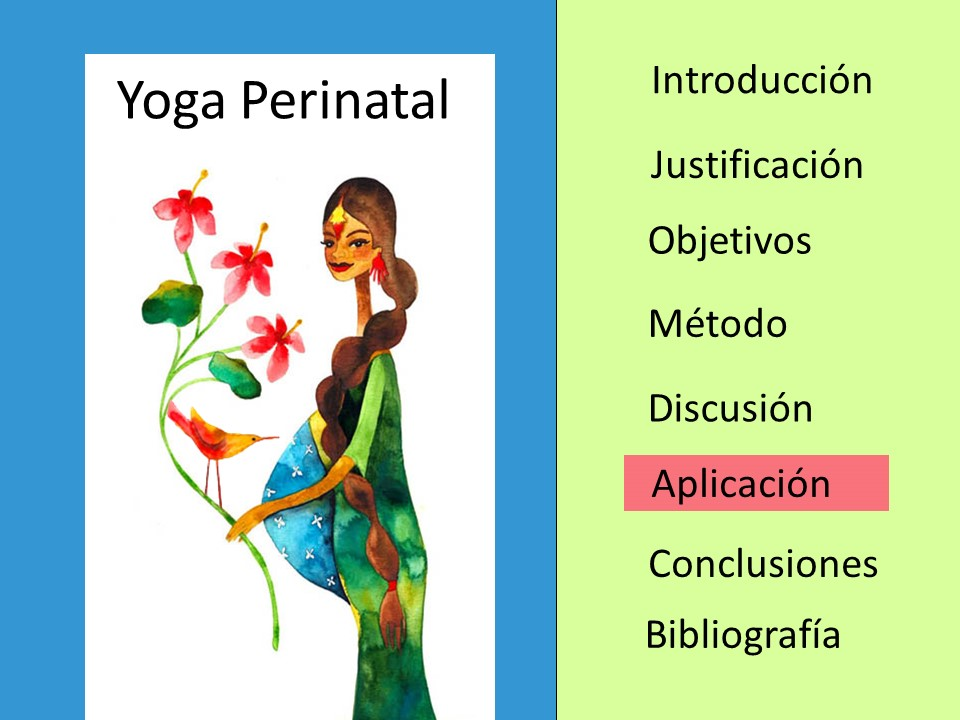 Yoga Perinatal
Introducción
Justificación
Objetivos
Método
Discusión
Aplicación
Conclusiones
Bibliografía